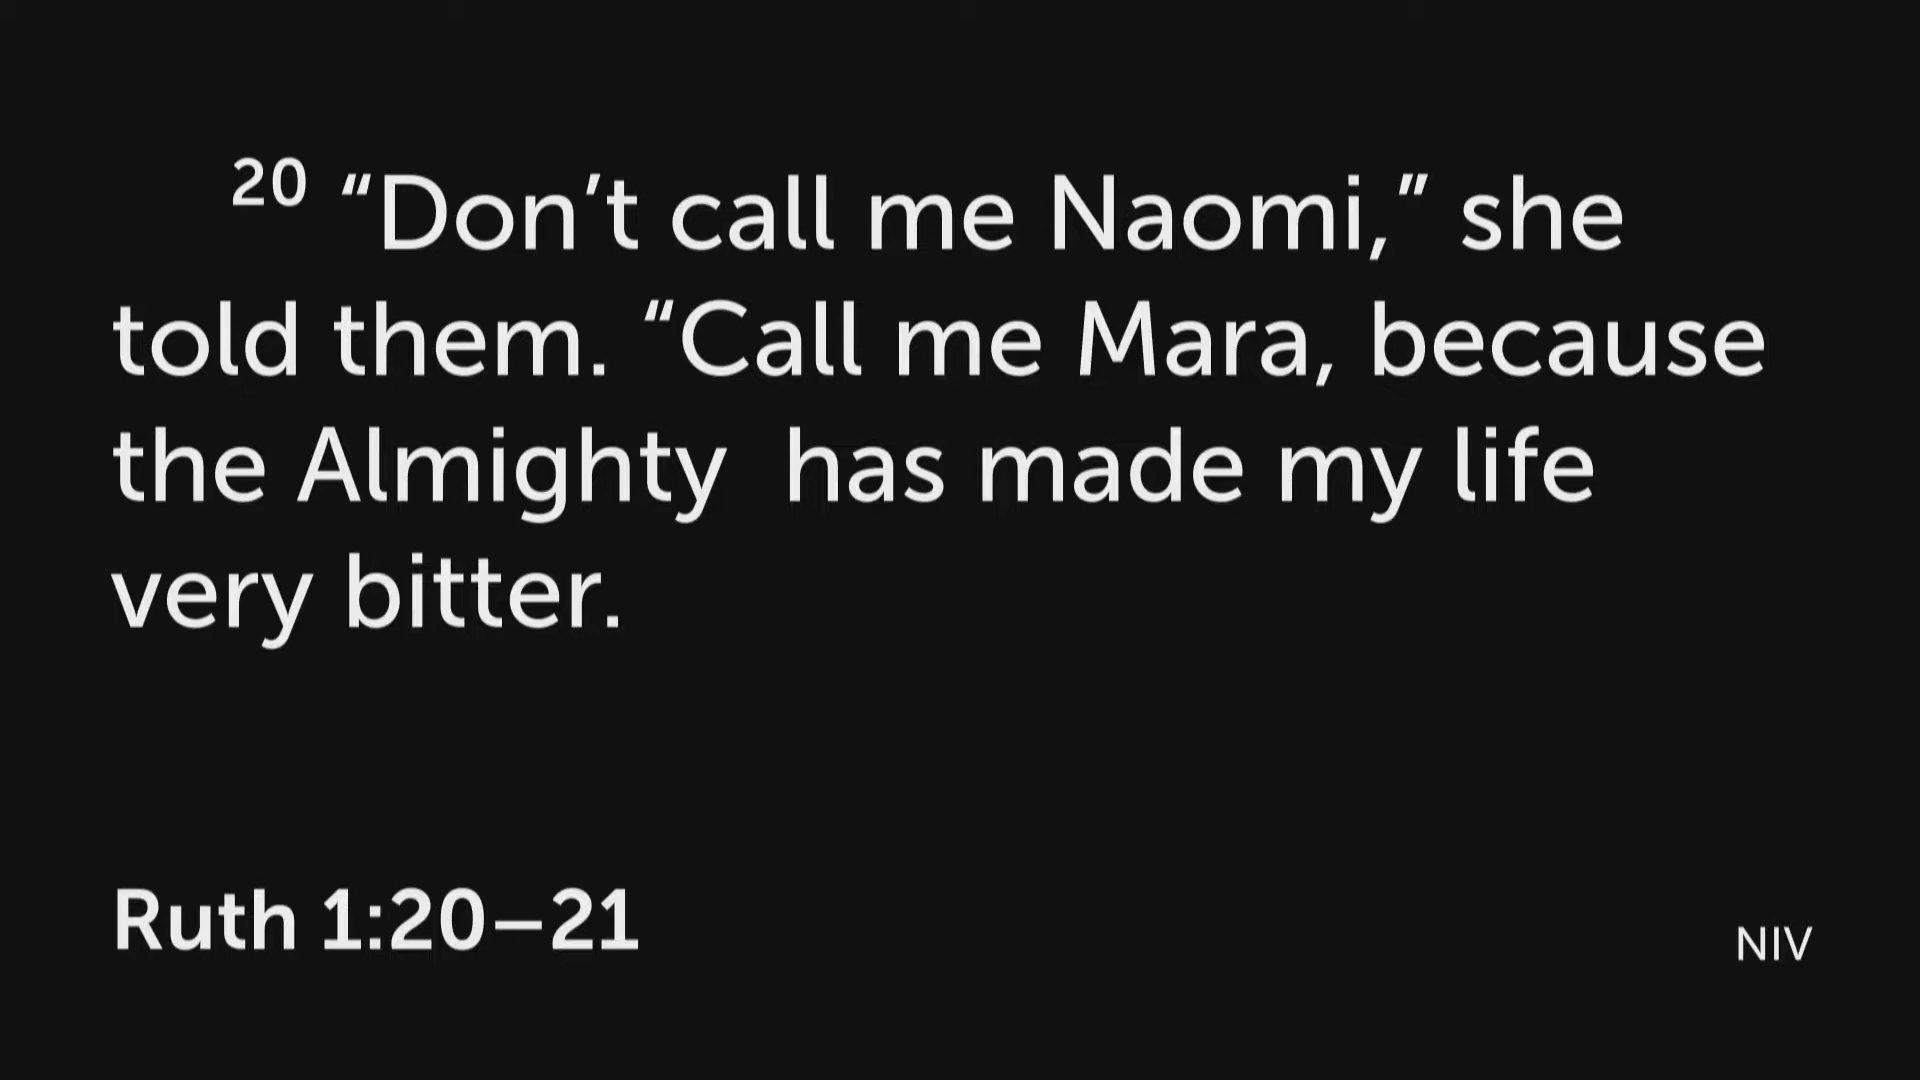 20 “Don’t call me Naomi,” she
told them. “Call me Mara, because
the Almighty  has made my life
very bitter.
Ruth 1:20–21
NIV